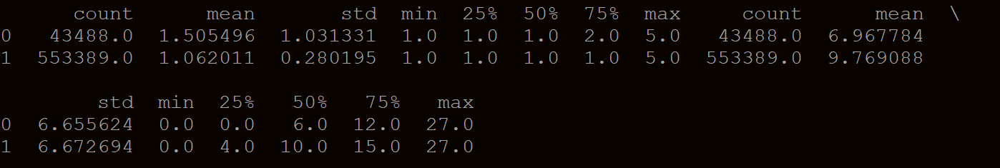 count mean std min 25% 50% 75% max count mean \
0 43488.0 1.505496 1.031331 1.0 1.0 1.0 2.0 5.0 43488.0 6.967784
1 553389.0 1.062011 0.280195 1.0 1.0 1.0 1.0 5.0 553389.0 9.769088
std min 25% 50% 75% max
0 6.655624 0.0 0.0 6.0 12.0 27.0
1 6.672694 0.0 4.0 10.0 15.0 27.0